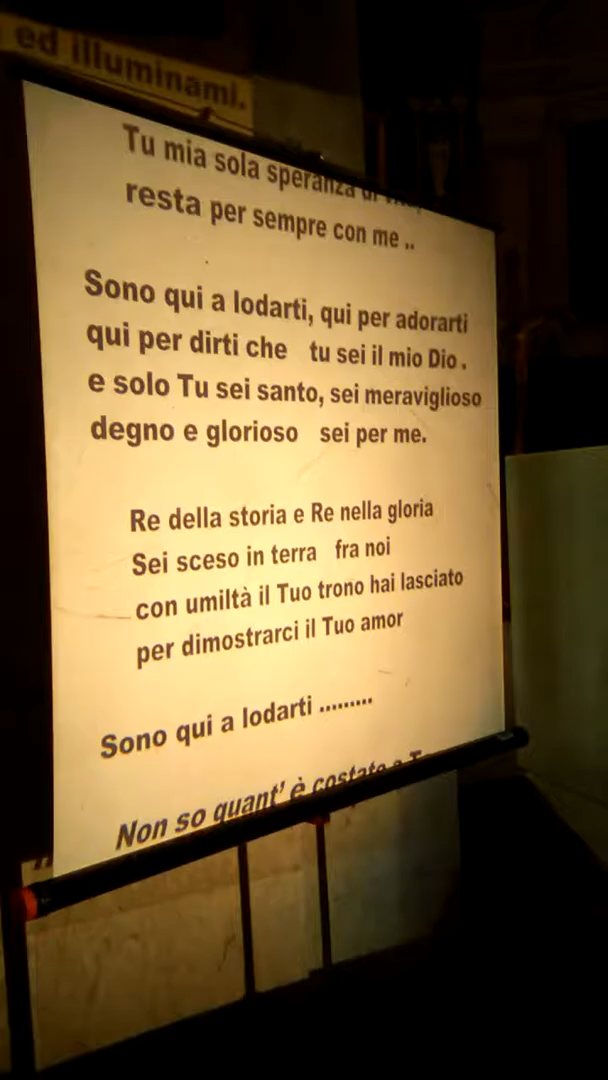 ed illuminami.
Tu mia sola speranza di
resta per sempre con me ..
Sono qui a lodarti, qui per adorarti
qui per dirti che tu sei il mio Dio .
e solo Tu sei santo, sei meraviglioso
degno e glorioso sei per me.
Re della storia e Re nella gloria
Sei sceso in terra fra noi
con umiltà il Tuo trono hai lasciato
per dimostrarci il Tuo amor
Sono qui a lodarti .........
Non so quant' è costato a